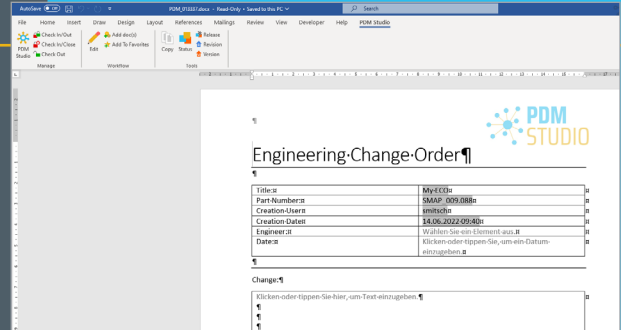 AutoSave
PDM_018387.docx • Read-Only • Saved to this PC
Search
File Home Insert Draw Design Layout References Mailings Review View Developer Help PDM Studio
PDM Studio
Check In/Out
Check In/Close
Check Out
Edit
Add doc(s)
Add To Favorites
Copy
Status
Release
Revision
Version
Manage Workflow Tools
PDM
STUDIO
Engineering·Change·Order¶
Title:¤ My-ECO¤
Part-Number:¤ SMAP_009.088¤
Creation-User¤ smitsch¤
Creation-Date¤ 14.06.2022·09:40¤
Engineer:¤ Wählen·Sie·ein·Element·aus.¤
Date:¤ Klicken·oder·tippen·Sie,·um·ein·Datum·
einzugeben.¤
Change:¶
Klicken·oder·tippen·Sie·hier,·um·Text·einzugeben.¶